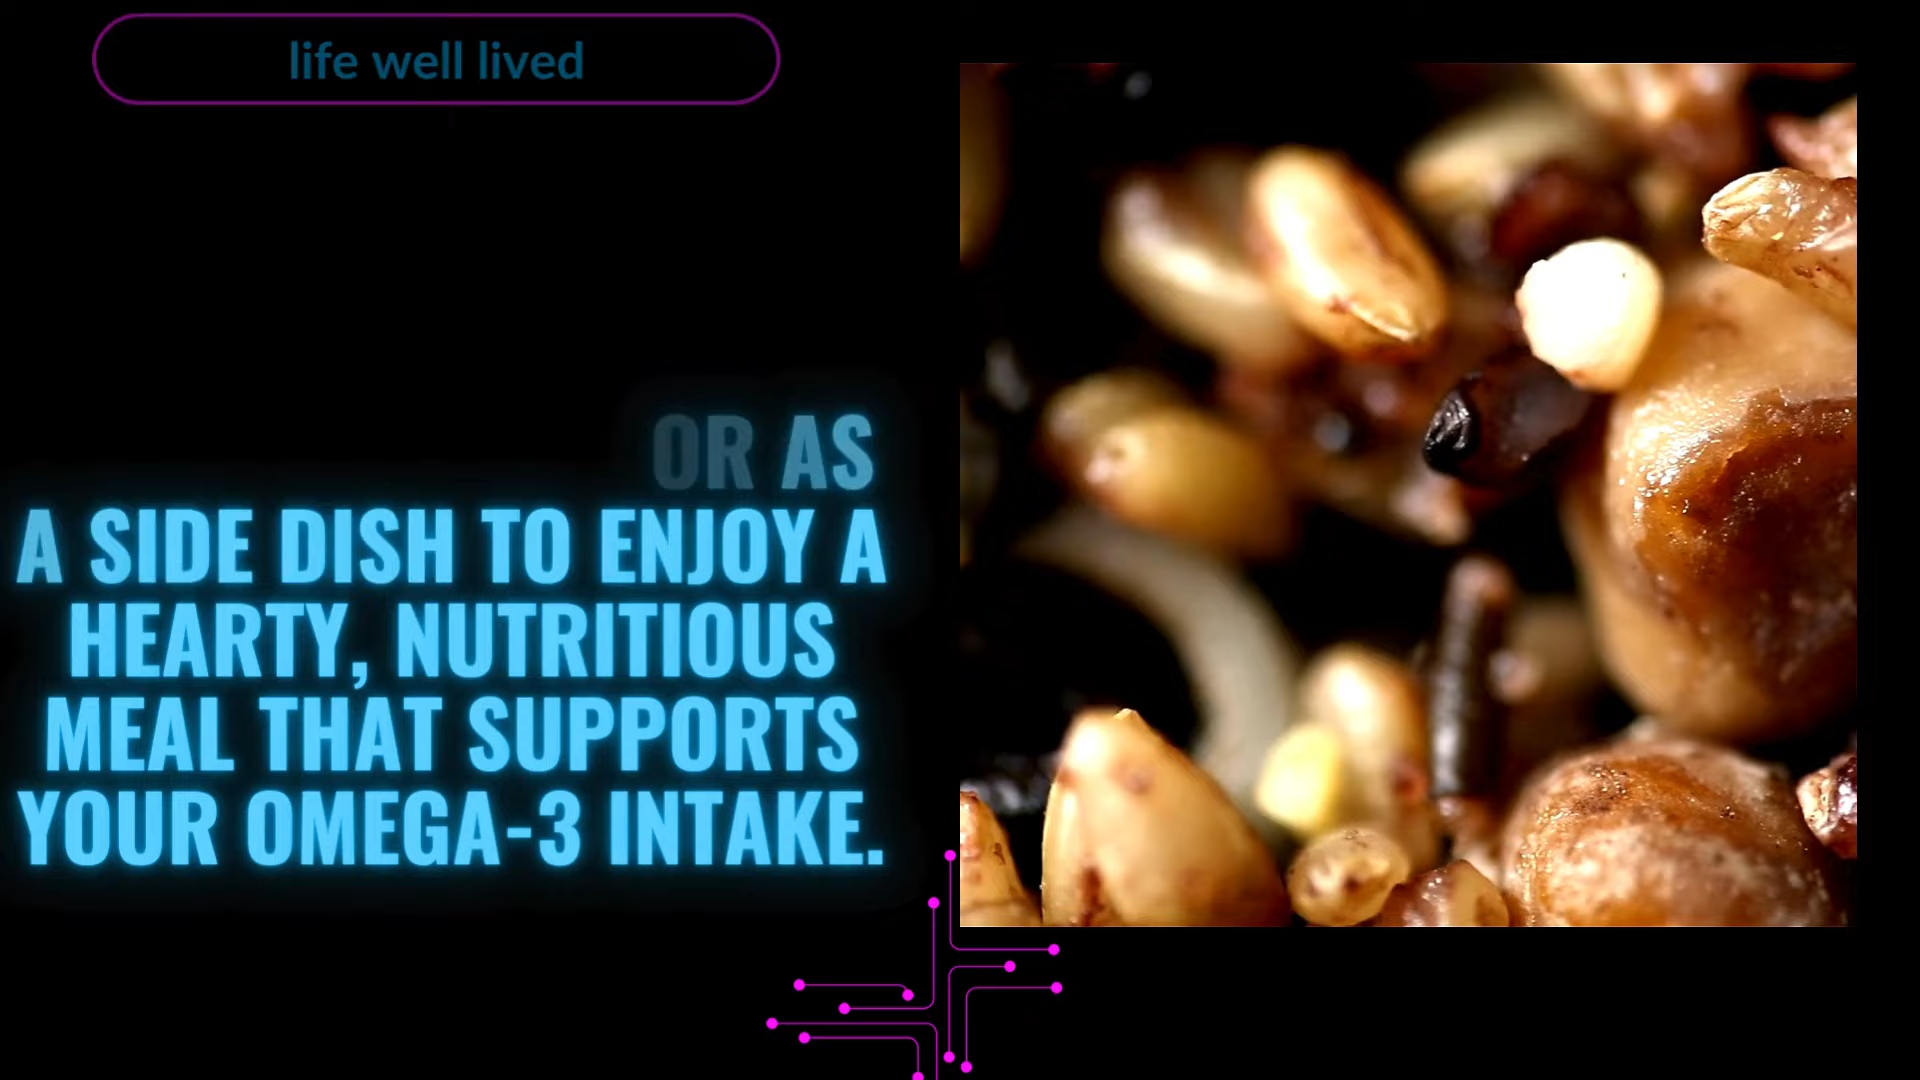 life well lived
OR AS
A SIDE DISH TO ENJOY A
HEARTY, NUTRITIOUS
MEAL THAT SUPPORTS
YOUR OMEGA-3 INTAKE.